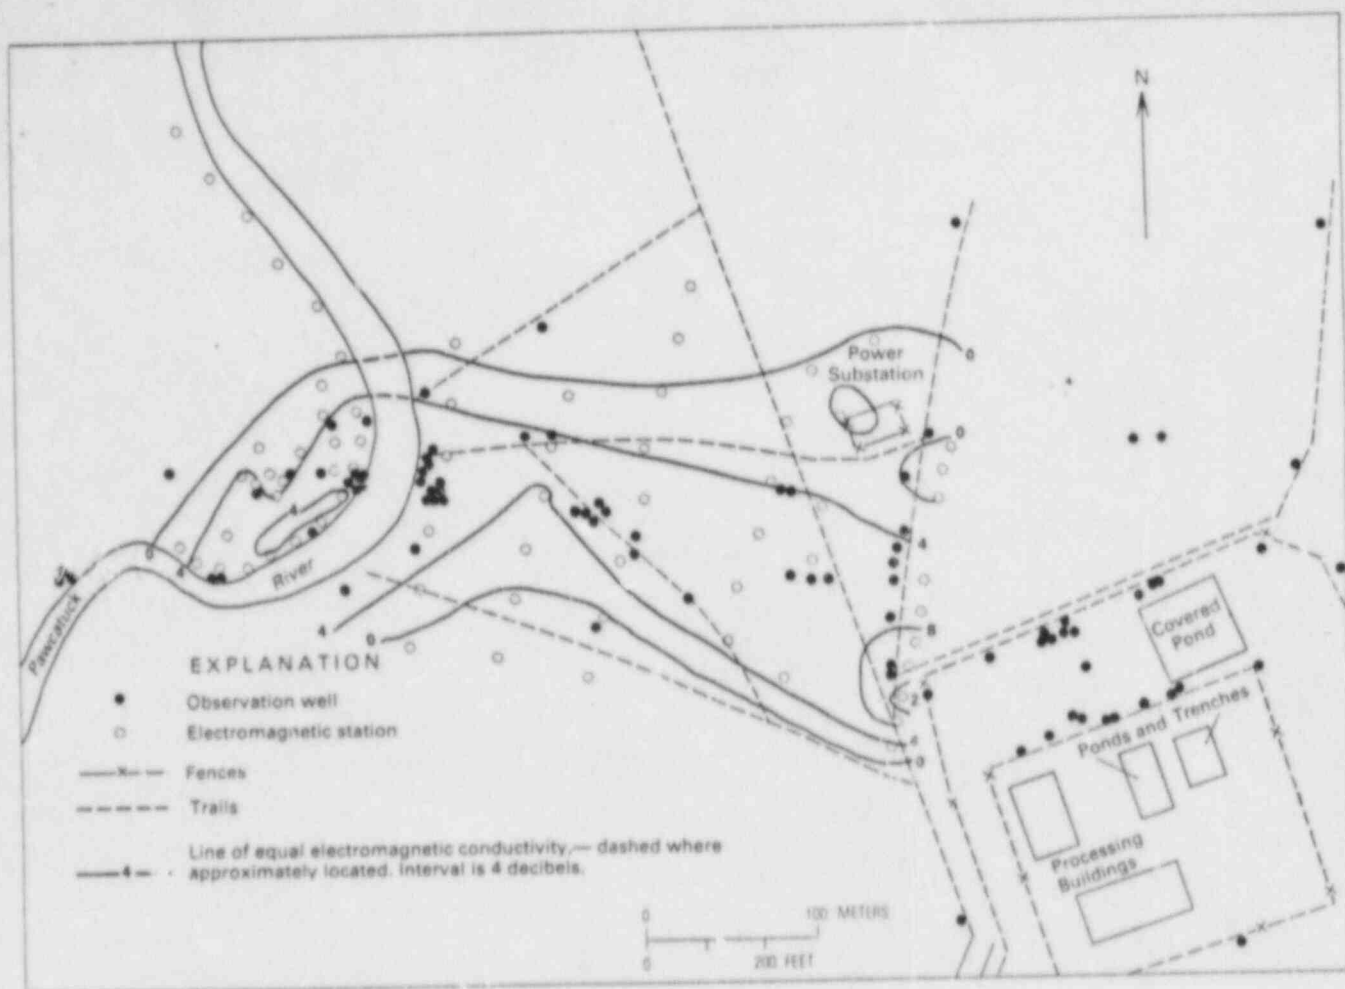 N
Power
Substation
0
0
4
4
4
4
8
2
4
0
0
River
Pawcatuck
Covered
Pond
Ponds and Trenches
Processing
Buildings
EXPLANATION
Observation well
Electromagnetic station
Fences
Trails
4
Line of equal electromagnetic conductivity,— dashed where
approximately located. Interval is 4 decibels.
0 100 METERS
0 200 FEET